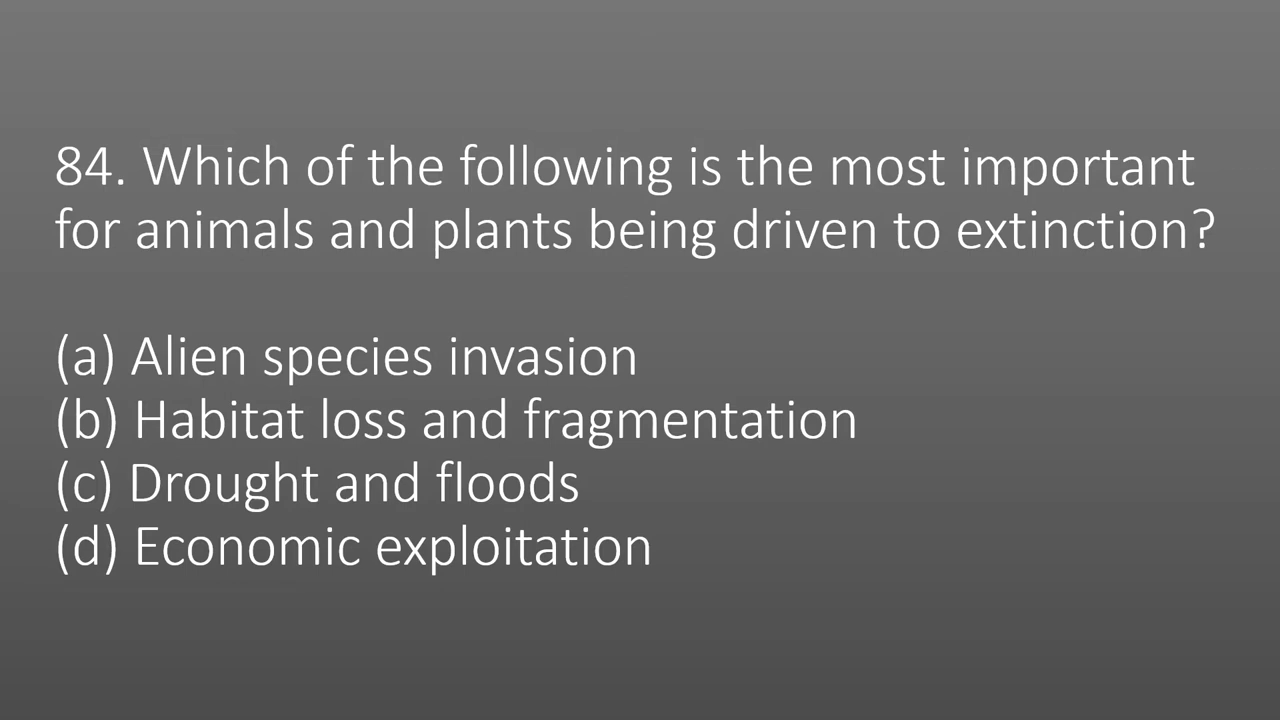 84. Which of the following is the most important
for animals and plants being driven to extinction?
(a) Alien species invasion
(b) Habitat loss and fragmentation
(c) Drought and floods
(d) Economic exploitation